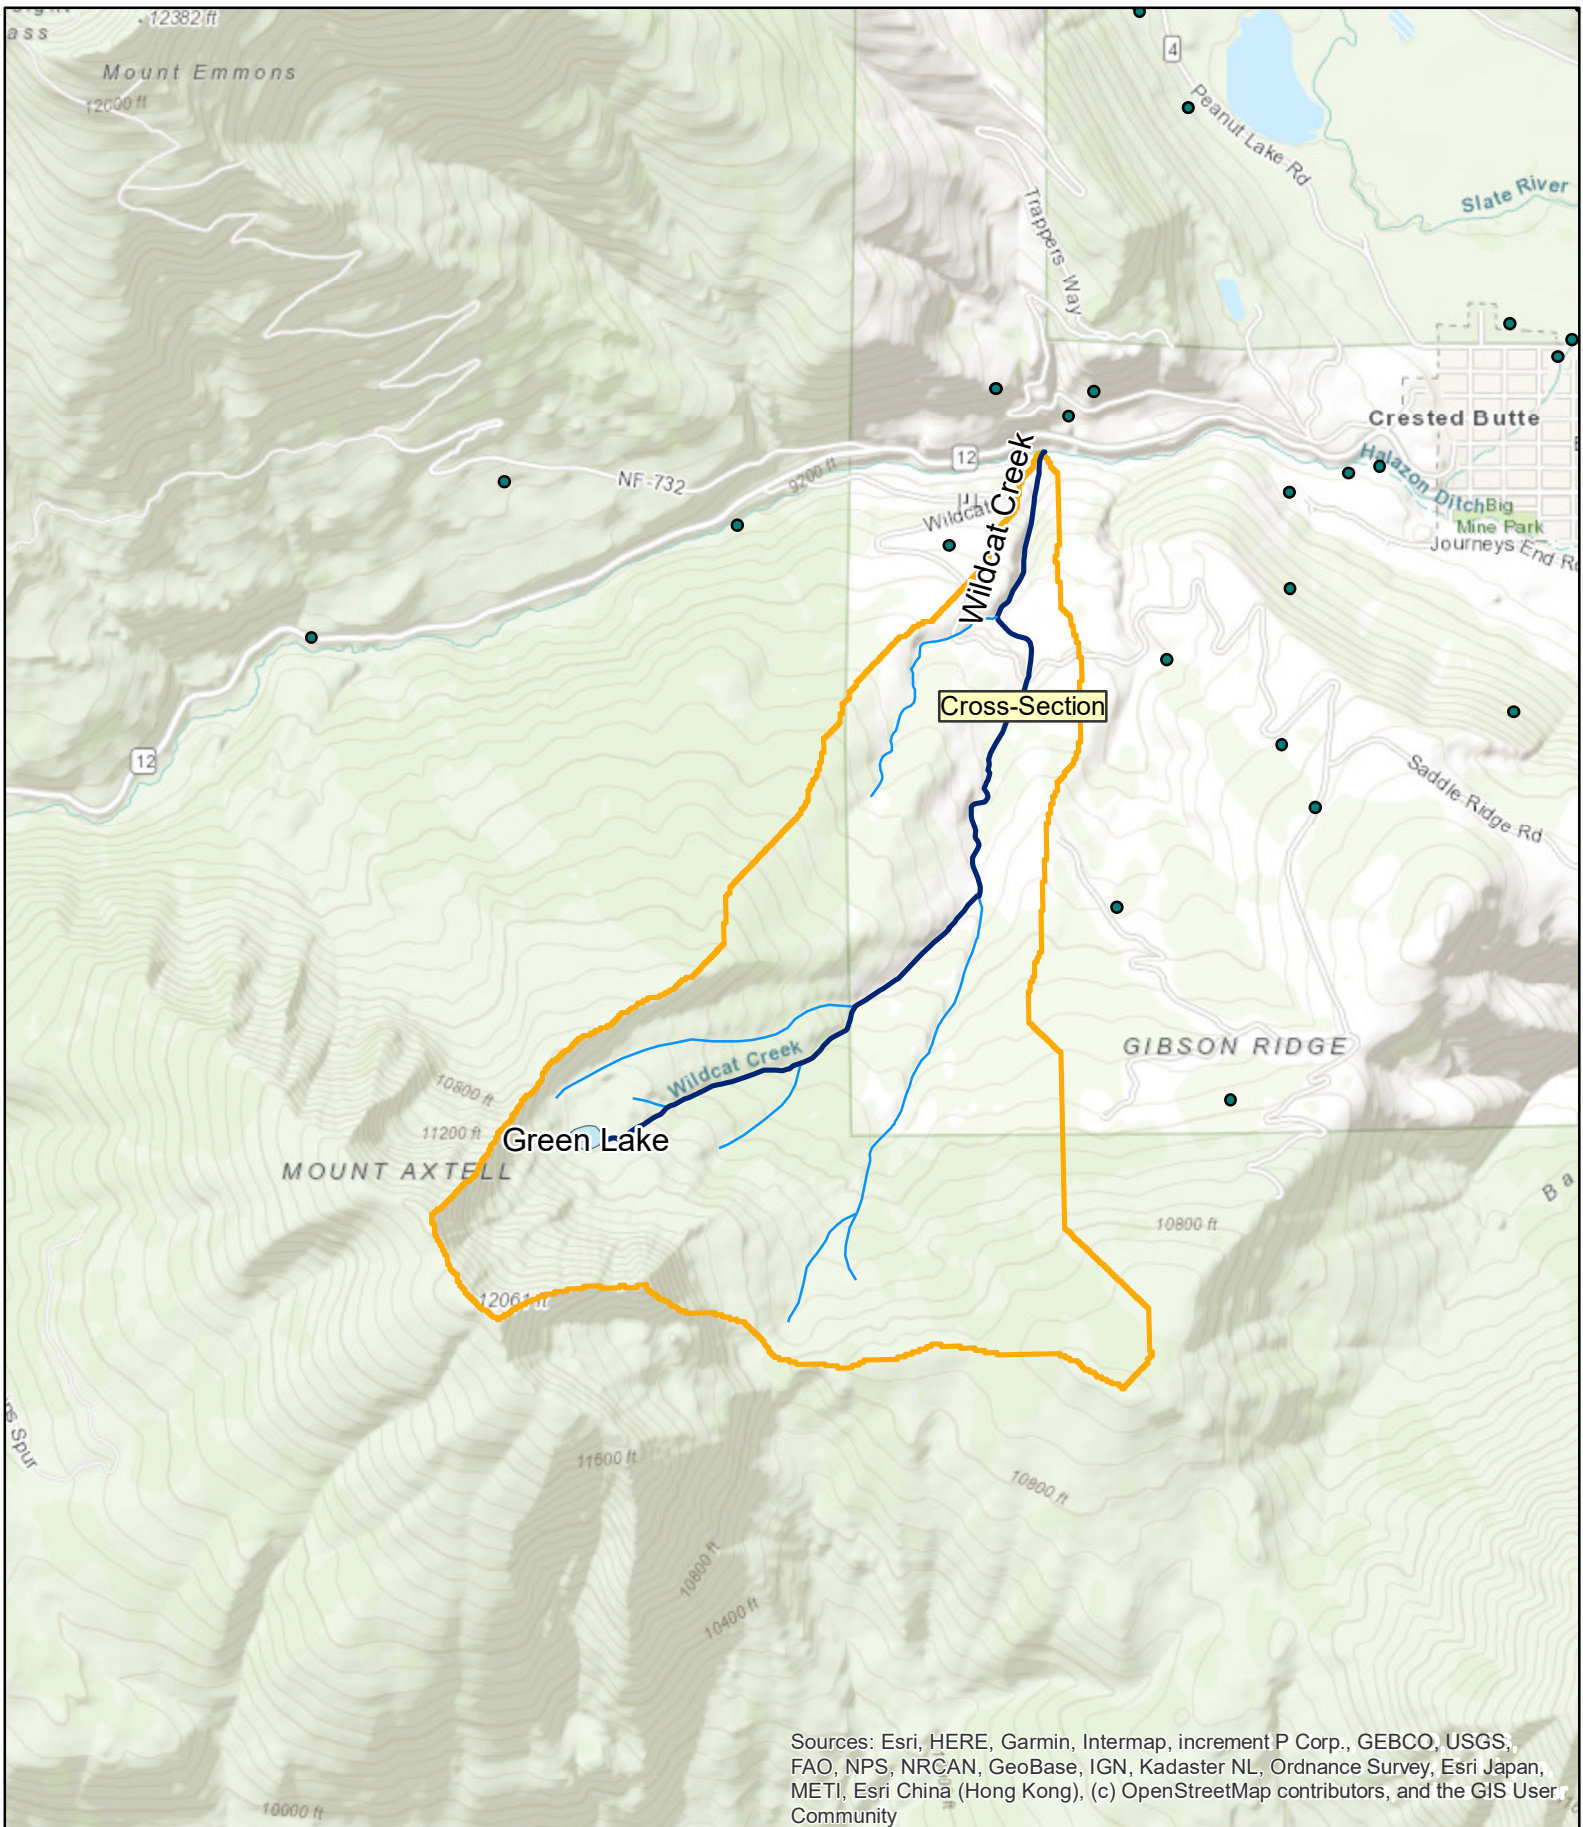 12382 ft
ass
Mount Emmons
12000 ft
4
Peanut Lake Rd
Slate River
Trappers Way
Crested Butte
Halazon Ditch
Big
Mine Park
Journeys End
12
NF-732
9200 ft
Wildcat
Wildcat Creek
Cross-Section
12
Saddle Ridge Rd
GIBSON RIDGE
Wildcat Creek
10800 ft
11200 ft
Green Lake
MOUNT AXTELL
Ba
10800 ft
12061 ft
Spur
11600 ft
10800 ft
10800 ft
10400 ft
10000 ft
Sources: Esri, HERE, Garmin, Intermap, increment P Corp., GEBCO, USGS,
FAO, NPS, NRCAN, GeoBase, IGN, Kadaster NL, Ordnance Survey, Esri Japan,
METI, Esri China (Hong Kong), (c) OpenStreetMap contributors, and the GIS User
Community